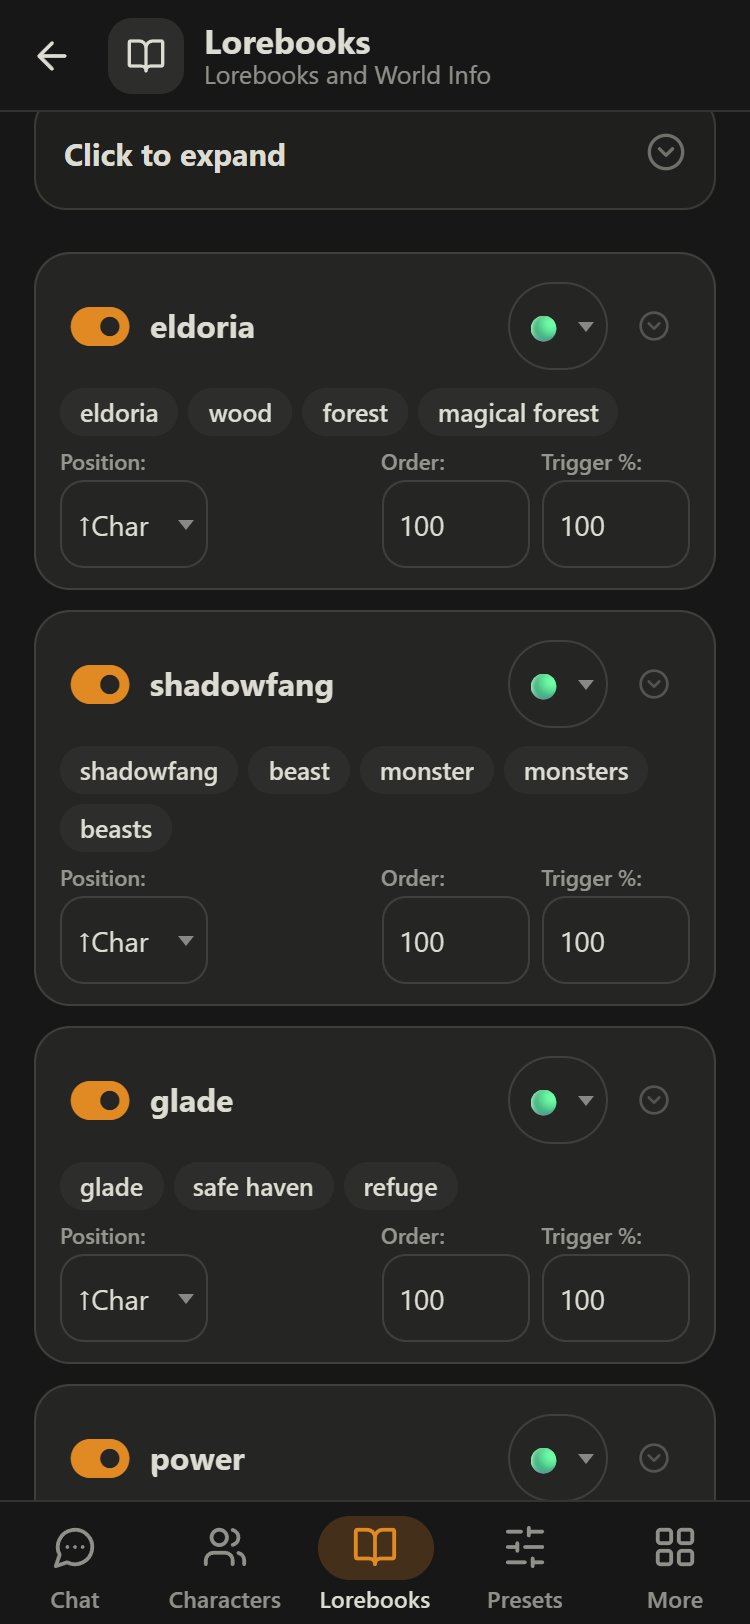 Lorebooks
Lorebooks and World Info
Click to expand
eldoria
eldoria wood forest magical forest
Position: Order: Trigger %:
↑Char 100 100
shadowfang
shadowfang beast monster monsters
beasts
Position: Order: Trigger %:
↑Char 100 100
glade
glade safe haven refuge
Position: Order: Trigger %:
↑Char 100 100
power
Chat Characters Lorebooks Presets More